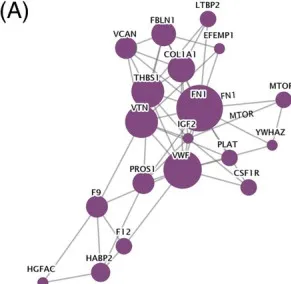 (A)
LTBP2
FBLN1
VCAN
EFEMP1
COL1A1
THBS1
FN1
FN1
MTOR
VTN
MTOR
IGF2
YWHAZ
VWF
PLAT
PROS1
CSF1R
F9
F12
HGFAC
HABP2